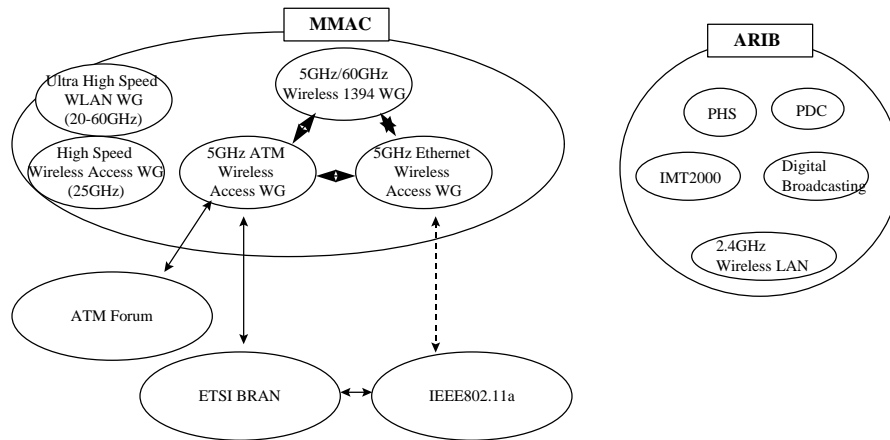 MMAC
Ultra High Speed
WLAN WG
(20-60GHz)
5GHz/60GHz
Wireless 1394 WG
High Speed
Wireless Access WG
(25GHz)
5GHz ATM
Wireless
Access WG
5GHz Ethernet
Wireless
Access WG
ATM Forum
ETSI BRAN
IEEE802.11a
ARIB
PHS
PDC
IMT2000
Digital
Broadcasting
2.4GHz
Wireless LAN